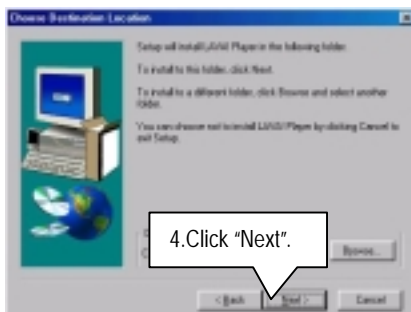 Choose Destination Location
Setup will install LAVA! Player in the following folder.
To install to this folder, click Next.
To install to a different folder, click Browse and select another
folder.
You can choose not to install LAVA! Player by clicking Cancel to
exit Setup.
4.Click “Next”.
Browse...
< Back
Next >
Cancel